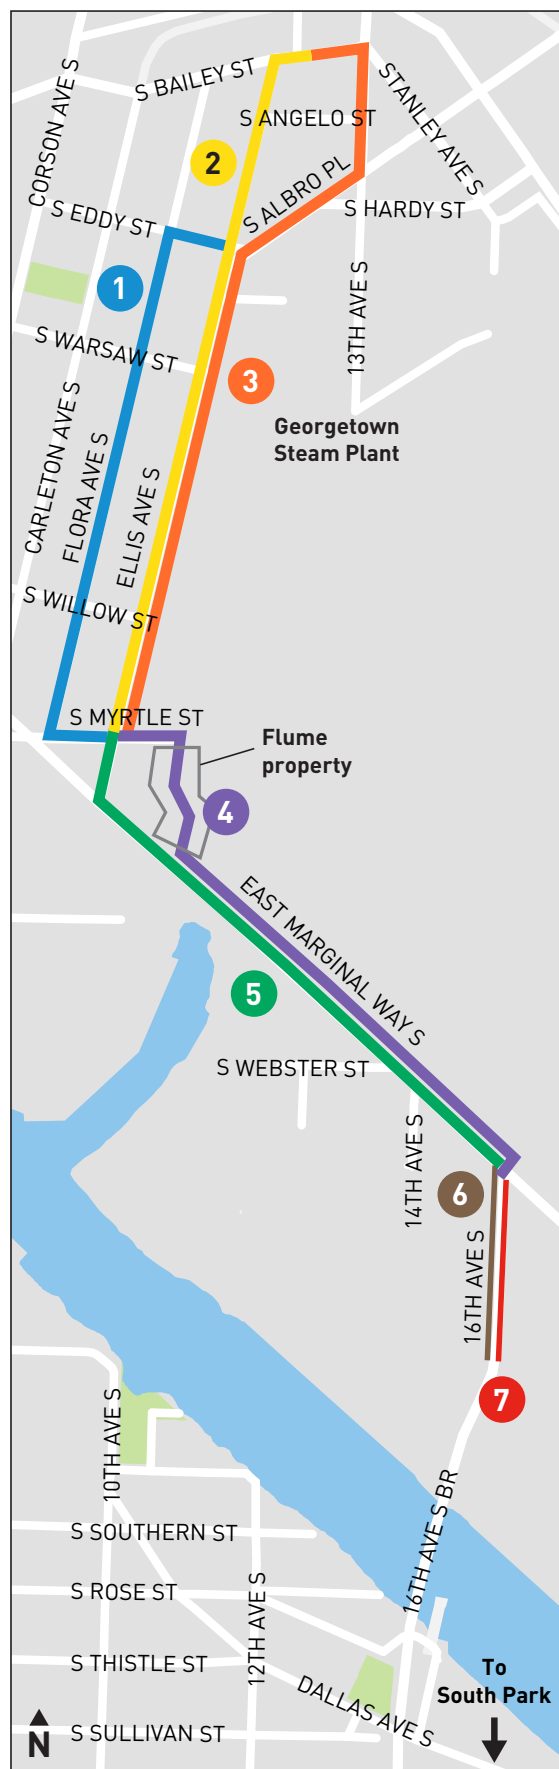 CORSON AVE S
S BAILEY ST
STANLEY AVE S
S ANGELO ST
2
S ALBRO PL
S EDDY ST
S HARDY ST
1
13TH AVE S
S WARSAW ST
3
CARLETON AVE S
FLORA AVE S
ELLIS AVE S
Georgetown
Steam Plant
S WILLOW ST
S MYRTLE ST
Flume
property
4
EAST MARGINAL WAY S
5
S WEBSTER ST
14TH AVE S
6
16TH AVE S
7
10TH AVE S
16TH AVE S BR
S SOUTHERN ST
S ROSE ST
12TH AVE S
S THISTLE ST
To
South Park
DALLAS AVE S
N
S SULLIVAN ST